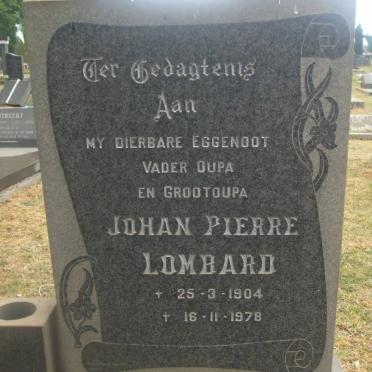 Ter Gedagtenis
Aan
MY DIERBARE EGGENOOT
VADER OUPA
EN GROOTOUPA
JOHAN PIERRE
LOMBARD
+ 25-3-1904
+ 16-11-1978